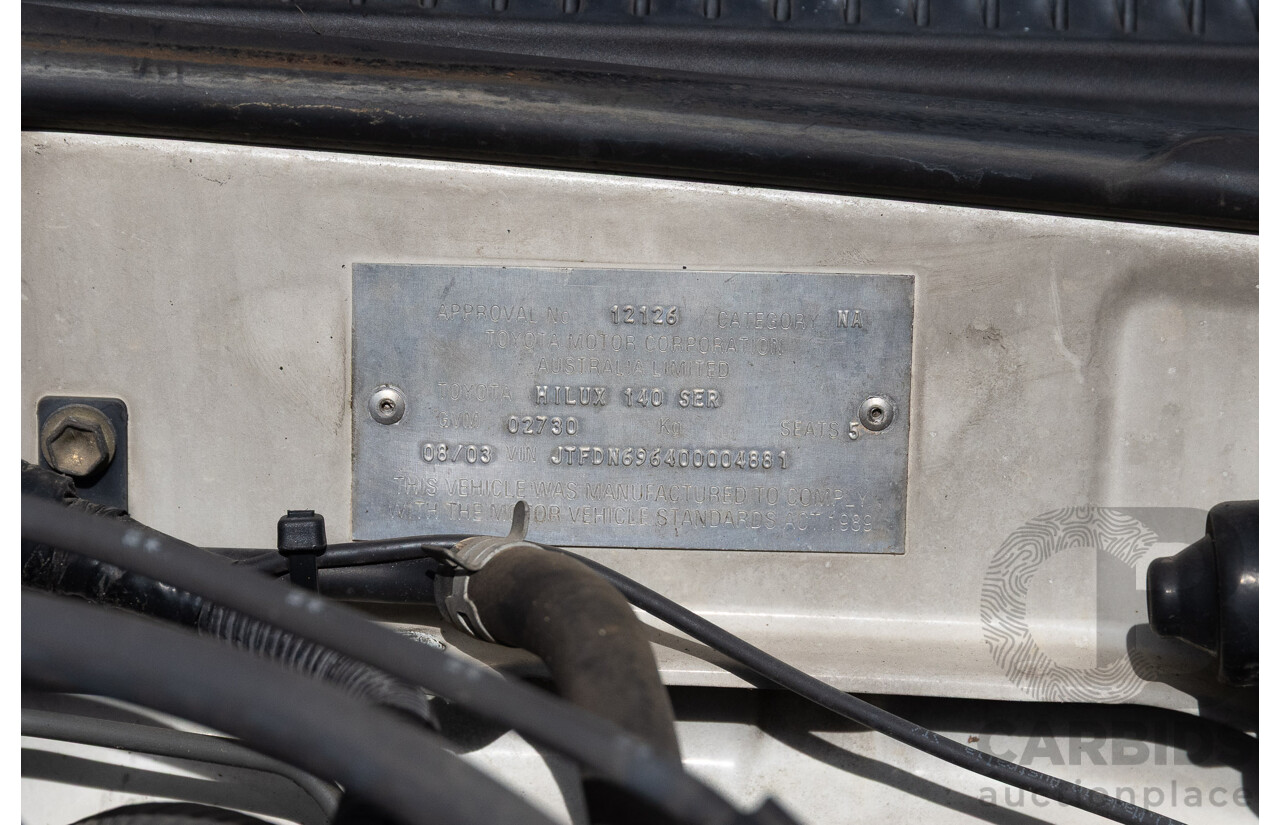 APPROVAL No 12126 CATEGORY NA
TOYOTA MOTOR CORPORATION
AUSTRALIA LIMITED
TOYOTA HILUX 140 SER
GVM 02730 KG SEATS 5
08/03 VIN JTFDN696400004881
THIS VEHICLE WAS MANUFACTURED TO COMPLY
WITH THE MOTOR VEHICLE STANDARDS ACT 1989
CARBIDS
auctionplace